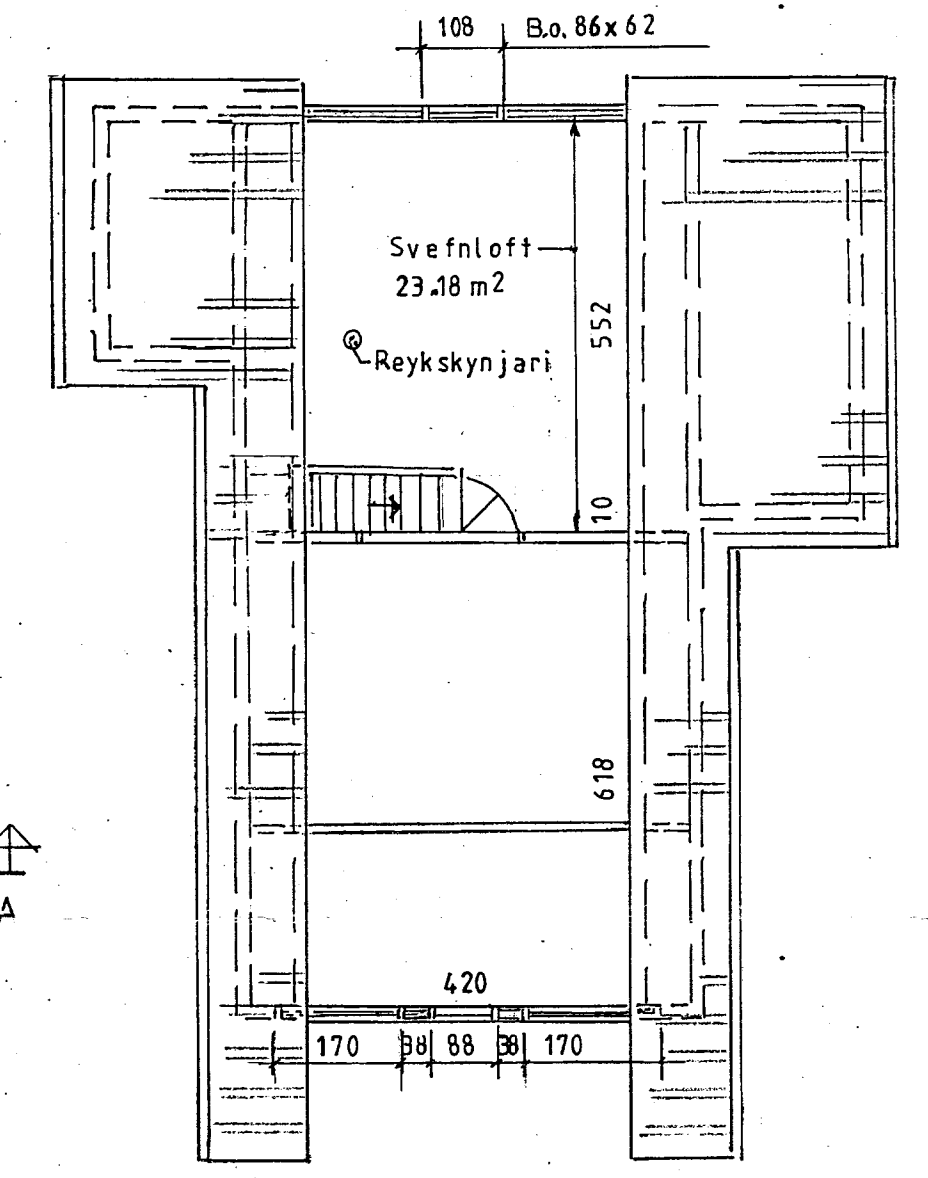 108 B.o. 86x62
Svefnloft
23.18 m2
552
Reykskynjari
10
618
A
420
170 38 88 38 170